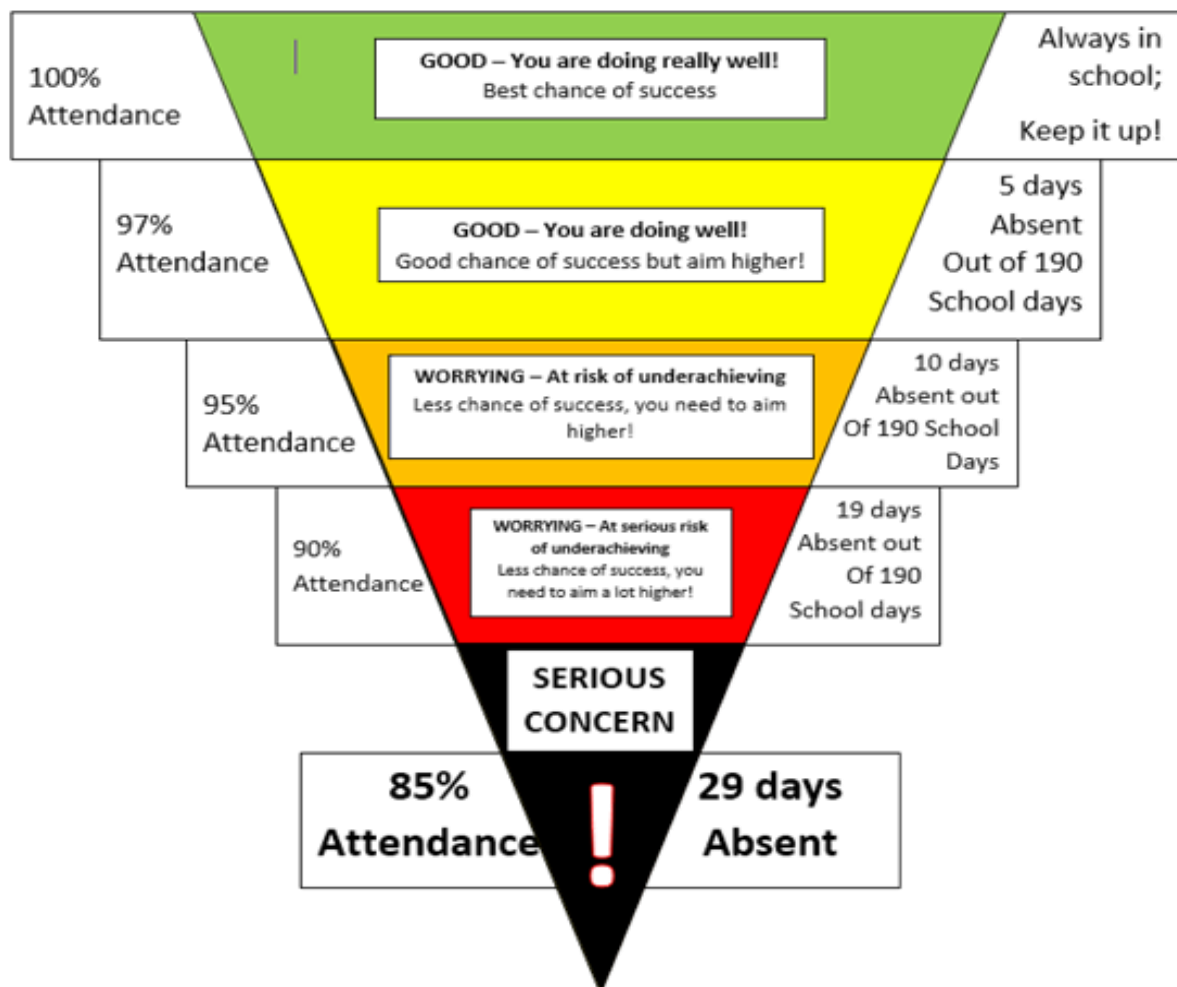 100%
Attendance
GOOD – You are doing really well!
Best chance of success
Always in
school;
Keep it up!
97%
Attendance
GOOD – You are doing well!
Good chance of success but aim higher!
5 days
Absent
Out of 190
School days
95%
Attendance
WORRYING – At risk of underachieving
Less chance of success, you need to aim
higher!
10 days
Absent out
Of 190 School
Days
90%
Attendance
WORRYING – At serious risk
of underachieving
Less chance of success, you
need to aim a lot higher!
19 days
Absent out
Of 190
School days
SERIOUS
CONCERN
85%
Attendance
!
29 days
Absent